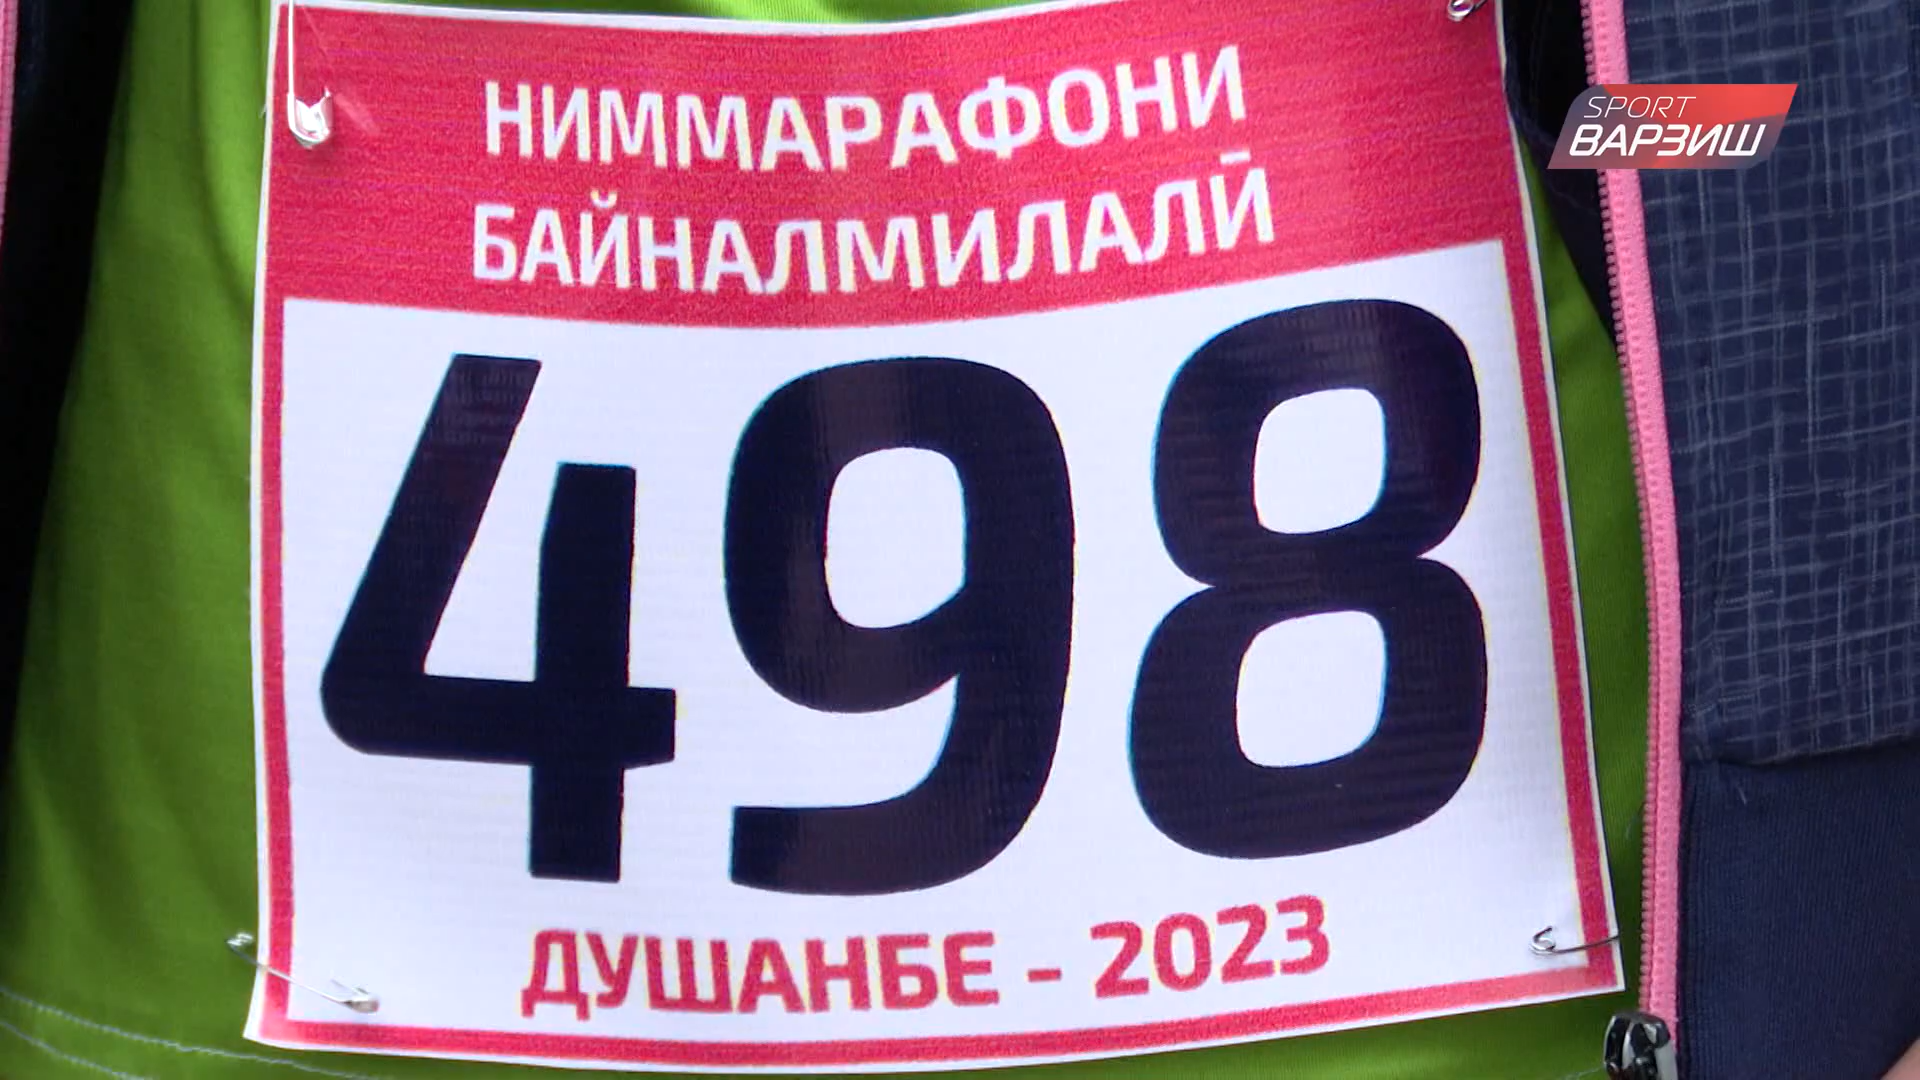 SPORT
ВАРЗИШ
НИММАРАФОНИ
БАЙНАЛМИЛАЛӢ
498
ДУШАНБЕ - 2023